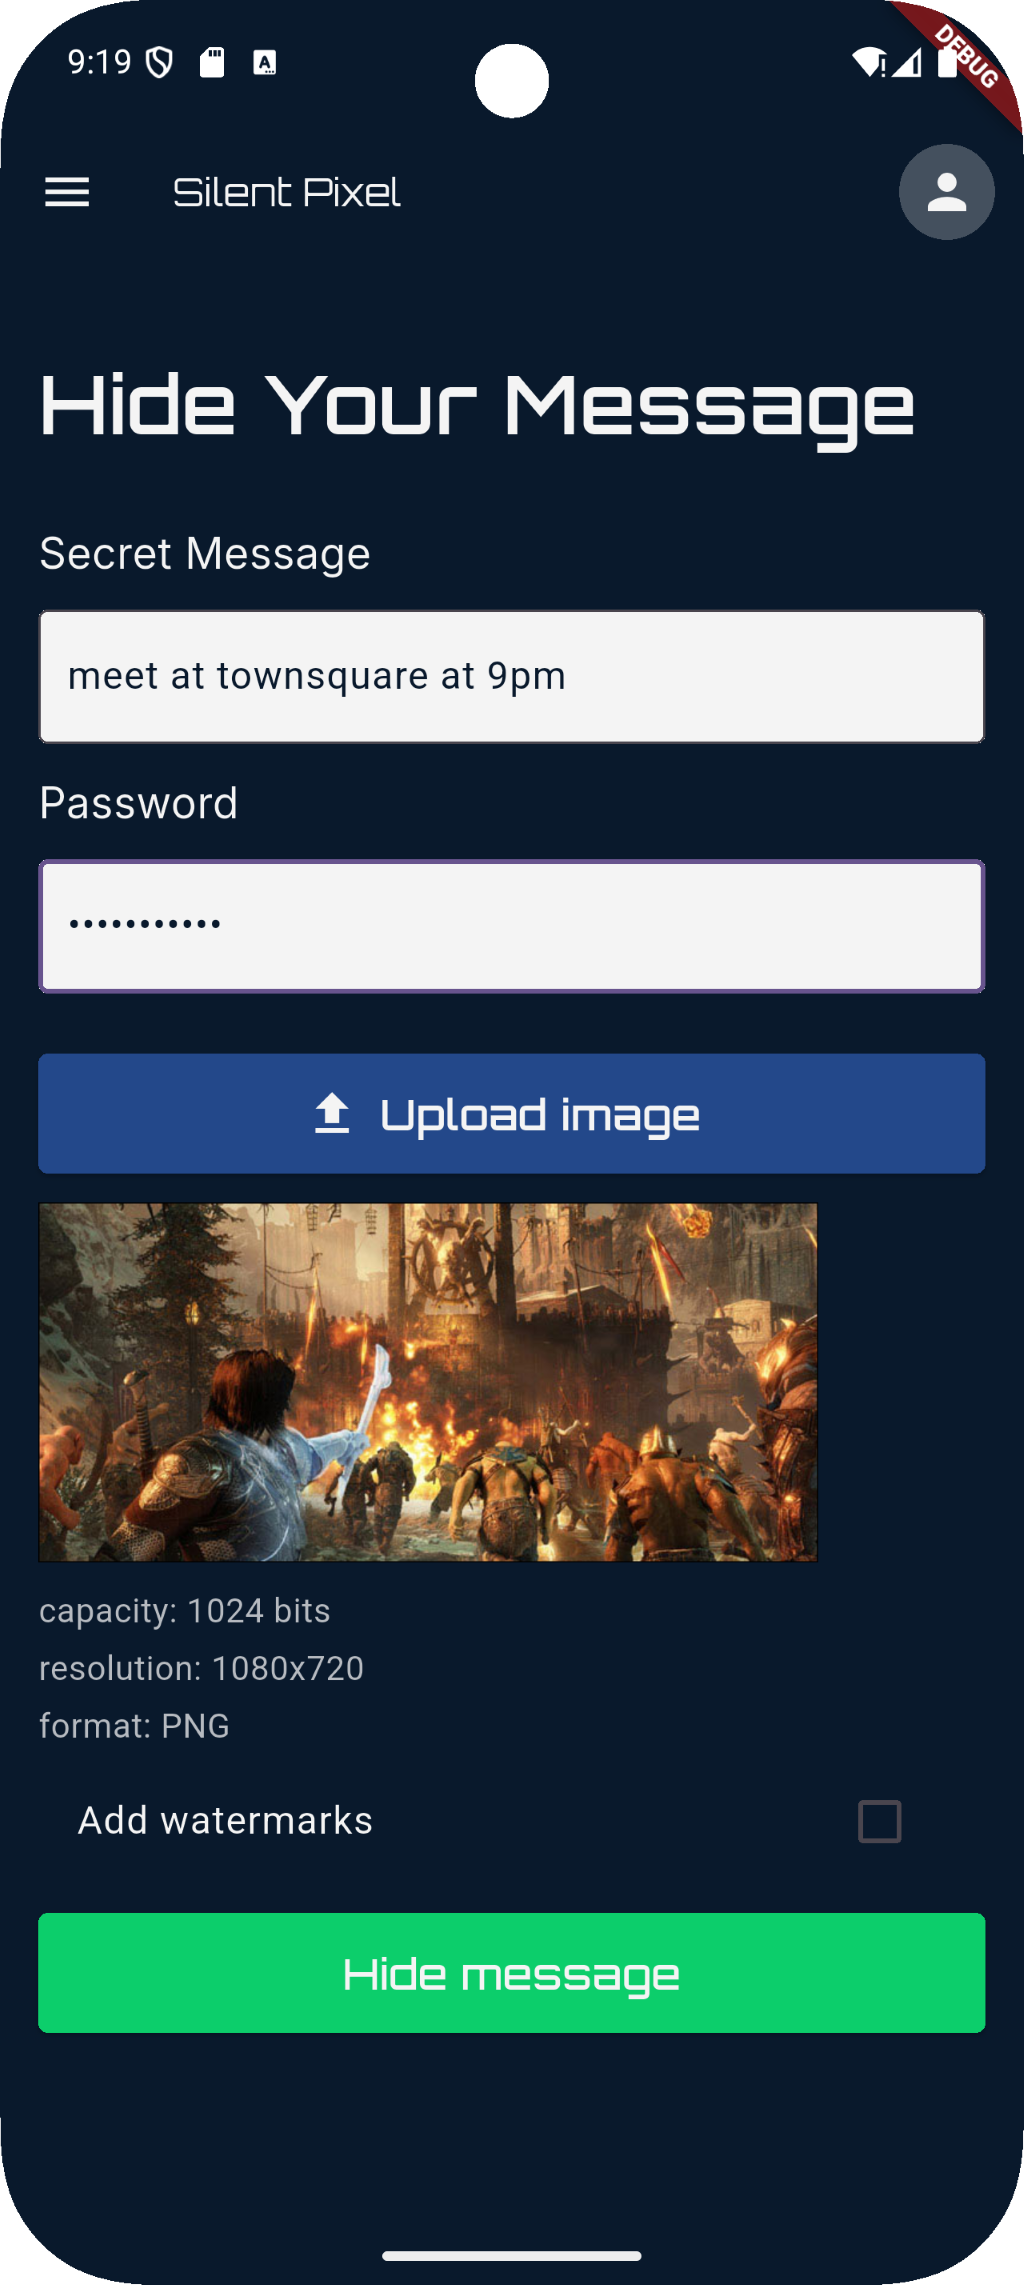 9:19
DEBUG
Silent Pixel
Hide Your Message
Secret Message
meet at townsquare at 9pm
Password
•••••••••••
Upload image
capacity: 1024 bits
resolution: 1080x720
format: PNG
Add watermarks
Hide message